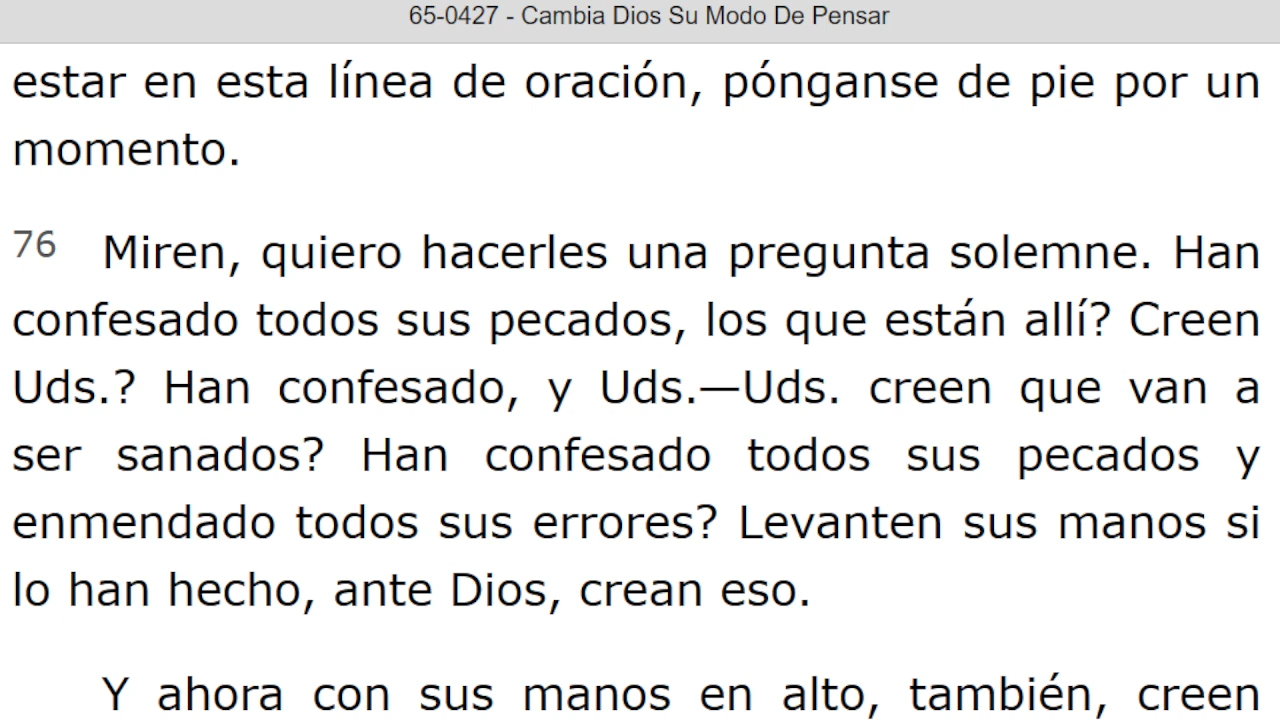 65-0427 - Cambia Dios Su Modo De Pensar
estar en esta línea de oración, pónganse de pie por un
momento.
76 Miren, quiero hacerles una pregunta solemne. Han
confesado todos sus pecados, los que están allí? Creen
Uds.? Han confesado, y Uds.—Uds. creen que van a
ser sanados? Han confesado todos sus pecados y
enmendado todos sus errores? Levanten sus manos si
lo han hecho, ante Dios, crean eso.
Y ahora con sus manos en alto, también, creen